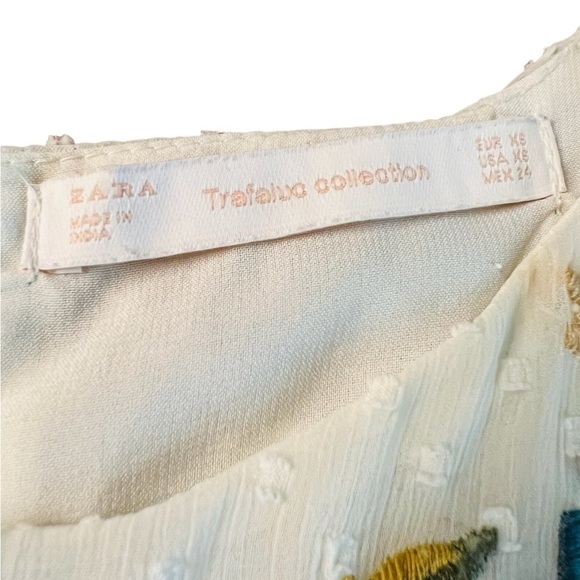 ZARA
MADE IN
INDIA
Trafaluc collection
EUR XS
USA XS
MEX 24